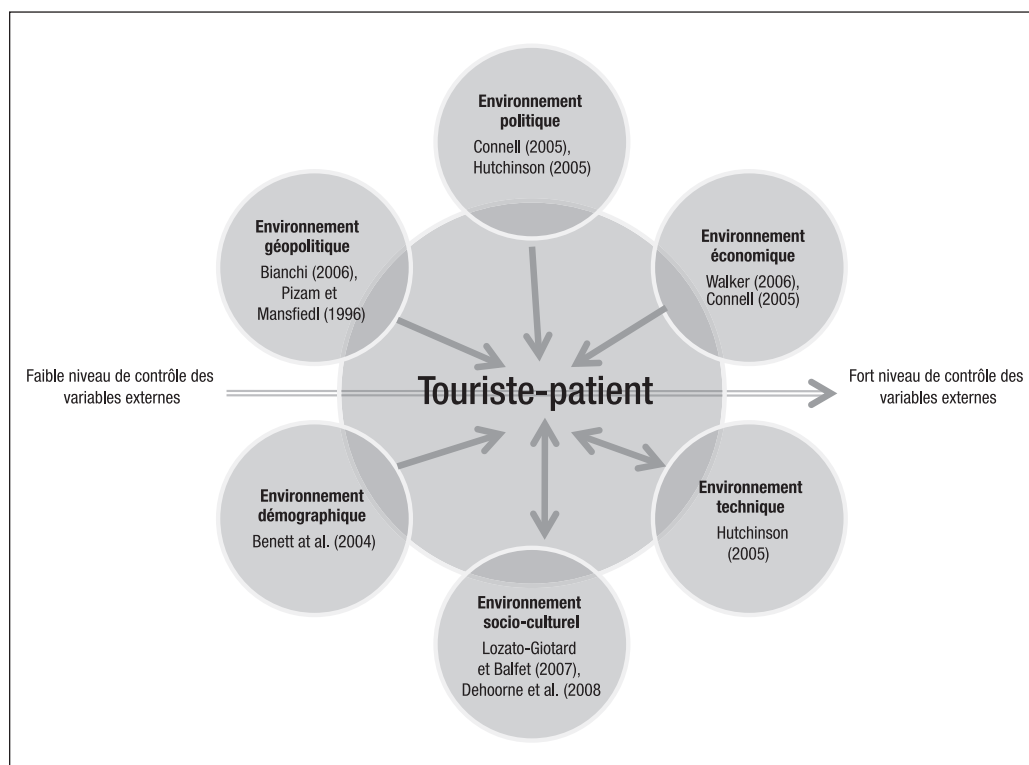 Environnement
politique
Connell (2005),
Hutchinson (2005)
Environnement
géopolitique
Bianchi (2006),
Pizam et
Mansfiedl (1996)
Environnement
économique
Walker (2006),
Connell (2005)
Faible niveau de contrôle des
variables externes
Touriste-patient
Fort niveau de contrôle des
variables externes
Environnement
démographique
Benett at al. (2004)
Environnement
technique
Hutchinson
(2005)
Environnement
socio-culturel
Lozato-Giotard
et Balfet (2007),
Dehoorne et al. (2008